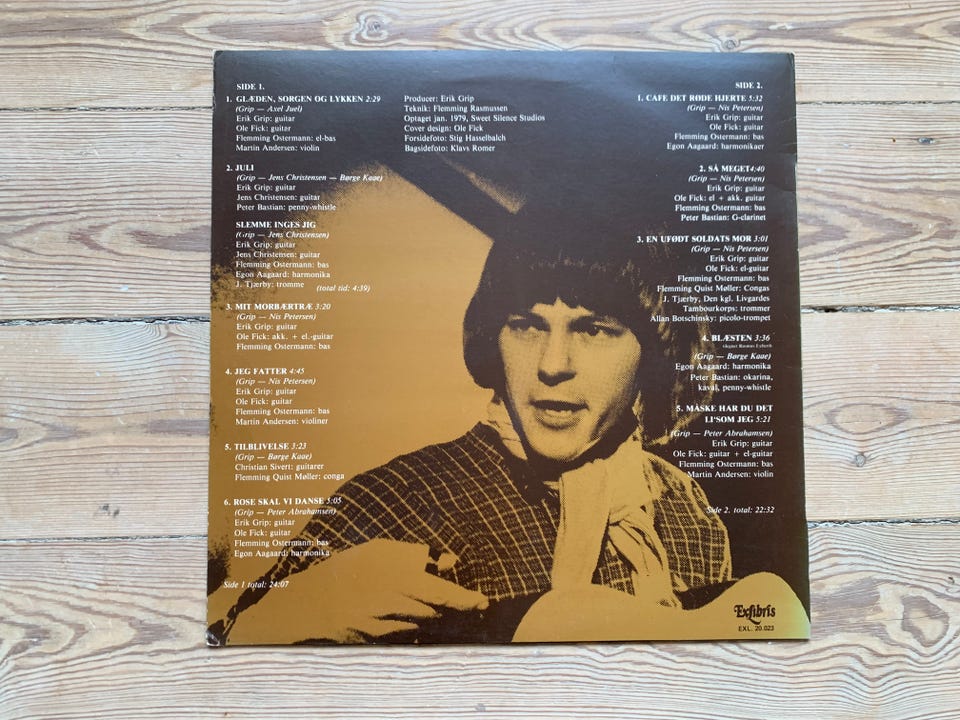 SIDE 1.
1. GLÆDEN, SORGEN OG LYKKEN 2:29
(Grip — Axel Juel)
Erik Grip: guitar
Ole Fick: guitar
Flemming Ostermann: el-bas
Martin Andersen: violin
2. JULI
(Grip — Jens Christensen — Børge Kaae)
Erik Grip: guitar
Jens Christensen: guitar
Peter Bastian: penny-whistle
SLEMME INGES JIG
(Grip — Jens Christensen)
Erik Grip: guitar
Jens Christensen: guitar
Flemming Ostermann: bas
Egon Aagaard: harmonika
J. Tjærby: tromme (total tid: 4:39)
3. MIT MORBÆRTRÆ 3:20
(Grip — Nis Petersen)
Erik Grip: guitar
Ole Fick: akk. + el.-guitar
Flemming Ostermann: bas
4. JEG FATTER 4:45
(Grip — Nis Petersen)
Erik Grip: guitar
Ole Fick: guitar
Flemming Ostermann: bas
Martin Andersen: violiner
5. TILBLIVELSE 3:23
(Grip — Børge Kaae)
Christian Sivert: guitarer
Flemming Quist Møller: conga
6. ROSE SKAL VI DANSE 5:05
(Grip — Peter Abrahamsen)
Erik Grip: guitar
Ole Fick: guitar
Flemming Ostermann: bas
Egon Aagaard: harmonika
Side 1 total: 24:07
Producer: Erik Grip
Teknik: Flemming Rasmussen
Optaget jan. 1979, Sweet Silence Studios
Cover design: Ole Fick
Forsidefoto: Stig Hasselbalch
Bagsidefoto: Klavs Romer
SIDE 2.
1. CAFE DET RØDE HJERTE 5:32
(Grip — Nis Petersen)
Erik Grip: guitar
Ole Fick: guitar
Flemming Ostermann: bas
Egon Aagaard: harmonikaer
2. SÅ MEGET 4:40
(Grip — Nis Petersen)
Erik Grip: guitar
Ole Fick: el + akk. guitar
Flemming Ostermann: bas
Peter Bastian: G-clarinet
3. EN UFØDT SOLDATS MOR 3:01
(Grip — Nis Petersen)
Erik Grip: guitar
Ole Fick: el-guitar
Flemming Ostermann: bas
Flemming Quist Møller: Congas
J. Tjærby, Den kgl. Livgardes
Tambourkorps: trommer
Allan Botschinsky: picolo-trompet
4. BLÆSTEN 3:36
(Grip — Børge Kaae)
Egon Aagaard: harmonika
Peter Bastian: okarina,
kaval, penny-whistle
5. MÅSKE HAR DU DET
LI'SOM JEG 5:21
(Grip — Peter Abrahamsen)
Erik Grip: guitar
Ole Fick: guitar + el-guitar
Flemming Ostermann: bas
Martin Andersen: violin
Side 2. total: 22:32
Exlibris
EXL. 20.023